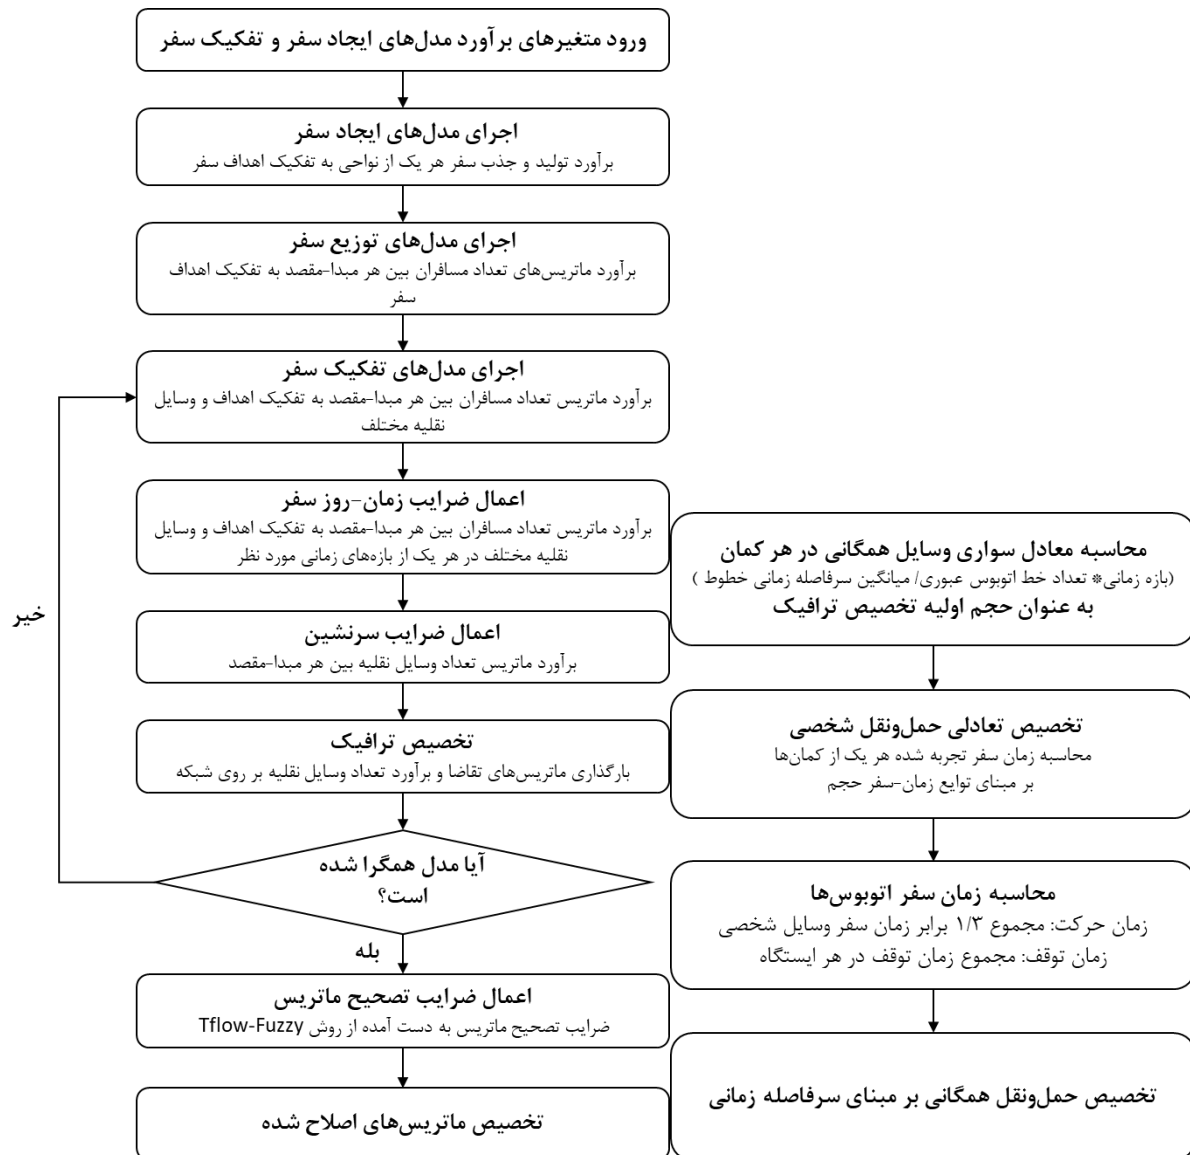 ورود متغیرهای برآورد مدل‌های ایجاد سفر و تفکیک سفر
اجرای مدل‌های ایجاد سفر
برآورد تولید و جذب سفر هر یک از نواحی به تفکیک اهداف سفر
اجرای مدل‌های توزیع سفر
برآورد ماتریس‌های تعداد مسافران بین هر مبدا-مقصد به تفکیک اهداف
سفر
اجرای مدل‌های تفکیک سفر
برآورد ماتریس تعداد مسافران بین هر مبدا-مقصد به تفکیک اهداف و وسایل
نقلیه مختلف
اعمال ضرایب زمان-روز سفر
برآورد ماتریس تعداد مسافران بین هر مبدا-مقصد به تفکیک اهداف و وسایل
نقلیه مختلف در هر یک از بازه‌های زمانی مورد نظر
اعمال ضرایب سرنشین
برآورد ماتریس تعداد وسایل نقلیه بین هر مبدا-مقصد
تخصیص ترافیک
بارگذاری ماتریس‌های تقاضا و برآورد تعداد وسایل نقلیه بر روی شبکه
آیا مدل همگرا شده
است؟
خیر
بله
اعمال ضرایب تصحیح ماتریس
ضرایب تصحیح ماتریس به دست آمده از روش Tflow-Fuzzy
تخصیص ماتریس‌های اصلاح شده
محاسبه معادل سواری وسایل همگانی در هر کمان
(بازه زمانی* تعداد خط اتوبوس عبوری/ میانگین سرفاصله زمانی خطوط )
به عنوان حجم اولیه تخصیص ترافیک
تخصیص تعادلی حمل‌ونقل شخصی
محاسبه زمان سفر تجربه شده هر یک از کمان‌ها
بر مبنای توایع زمان-سفر حجم
محاسبه زمان سفر اتوبوس‌ها
زمان حرکت: مجموع ۱/۳ برابر زمان سفر وسایل شخصی
زمان توقف: مجموع زمان توقف در هر ایستگاه
تخصیص حمل‌ونقل همگانی بر مبنای سرفاصله زمانی